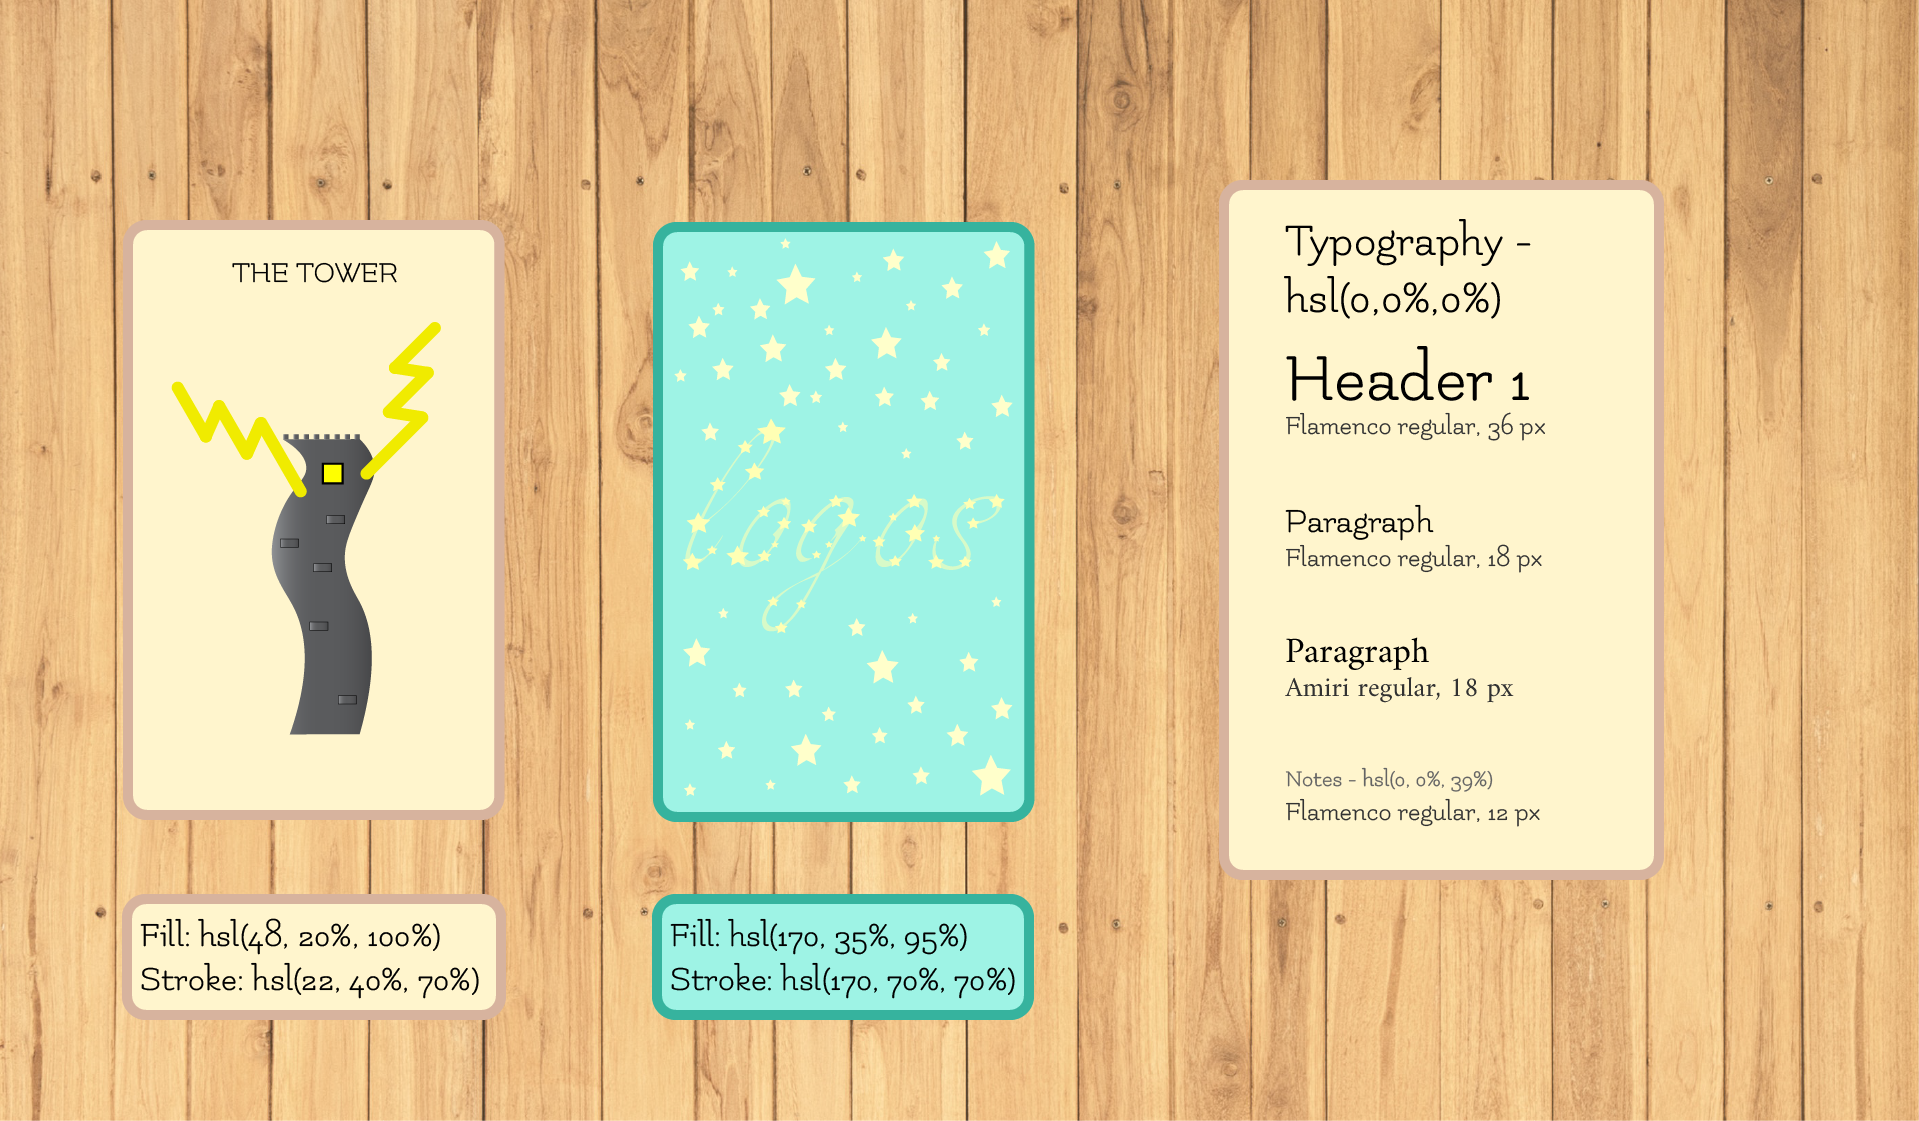 THE TOWER
Logos
Fill: hsl(48, 20%, 100%)
Stroke: hsl(22, 40%, 70%)
Fill: hsl(170, 35%, 95%)
Stroke: hsl(170, 70%, 70%)
Typography -
hsl(0,0%,0%)
Header 1
Flamenco regular, 36 px
Paragraph
Flamenco regular, 18 px
Paragraph
Amiri regular, 18 px
Notes - hsl(0, 0%, 39%)
Flamenco regular, 12 px